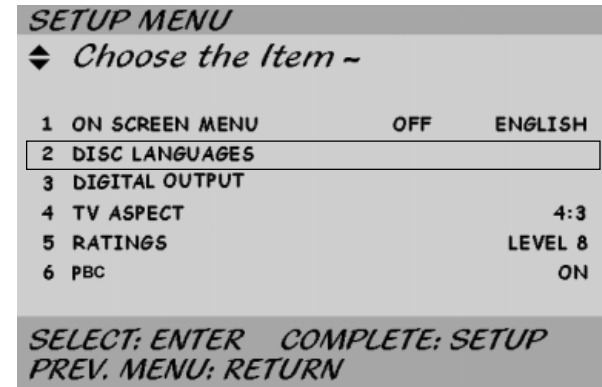 SETUP MENU
Choose the Item ~
1 ON SCREEN MENU OFF ENGLISH
2 DISC LANGUAGES
3 DIGITAL OUTPUT
4 TV ASPECT 4:3
5 RATINGS LEVEL 8
6 PBC ON
SELECT: ENTER COMPLETE: SETUP
PREV. MENU: RETURN